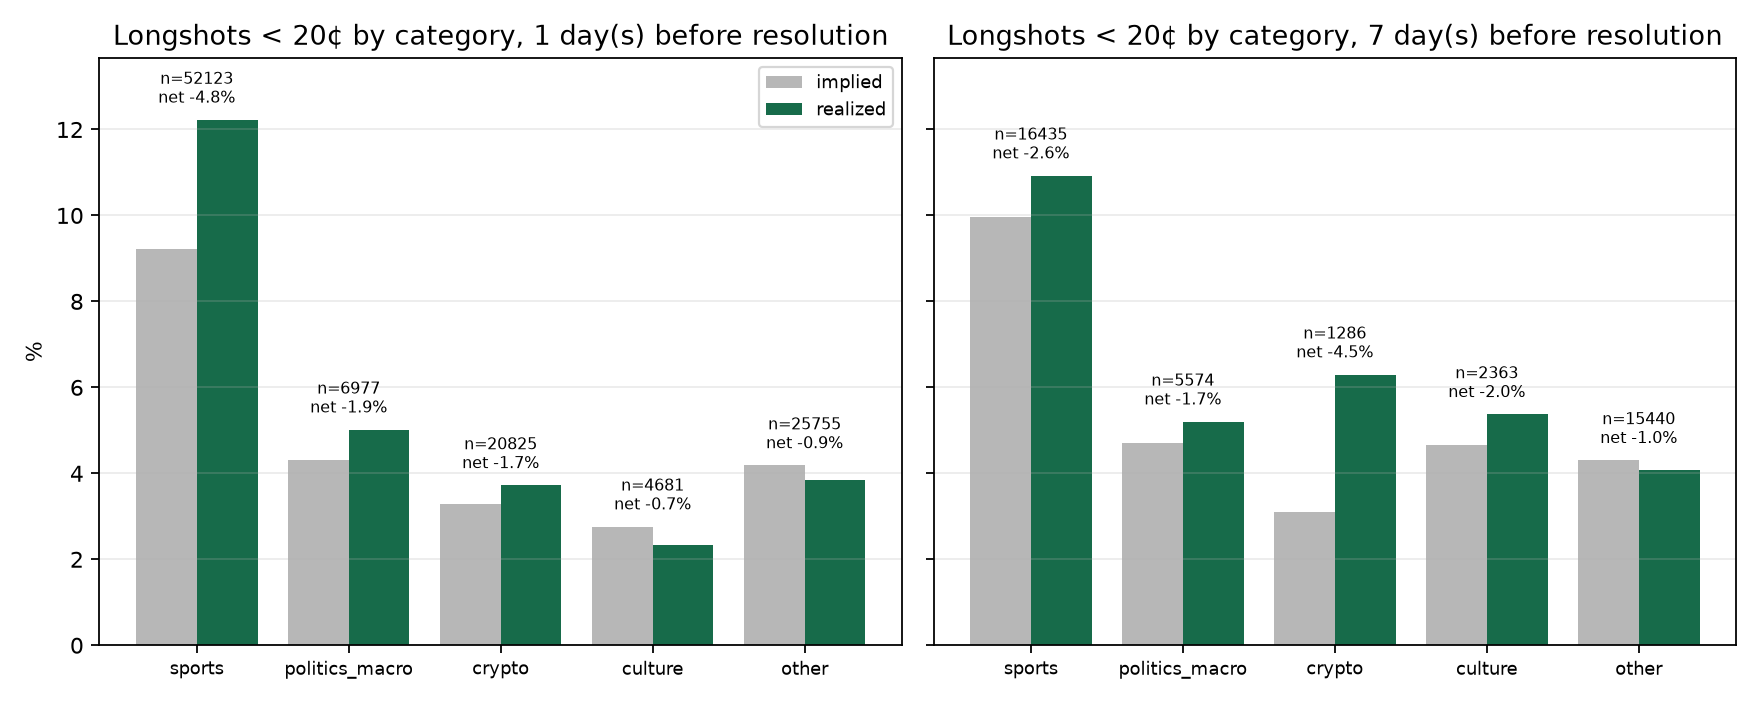 Longshots < 20¢ by category, 1 day(s) before resolution
%
12
10
8
6
4
2
0
n=52123
net -4.8%
n=6977
net -1.9%
n=20825
net -1.7%
n=4681
net -0.7%
n=25755
net -0.9%
implied
realized
sports
politics_macro
crypto
culture
other
Longshots < 20¢ by category, 7 day(s) before resolution
n=16435
net -2.6%
n=5574
net -1.7%
n=1286
net -4.5%
n=2363
net -2.0%
n=15440
net -1.0%
sports
politics_macro
crypto
culture
other